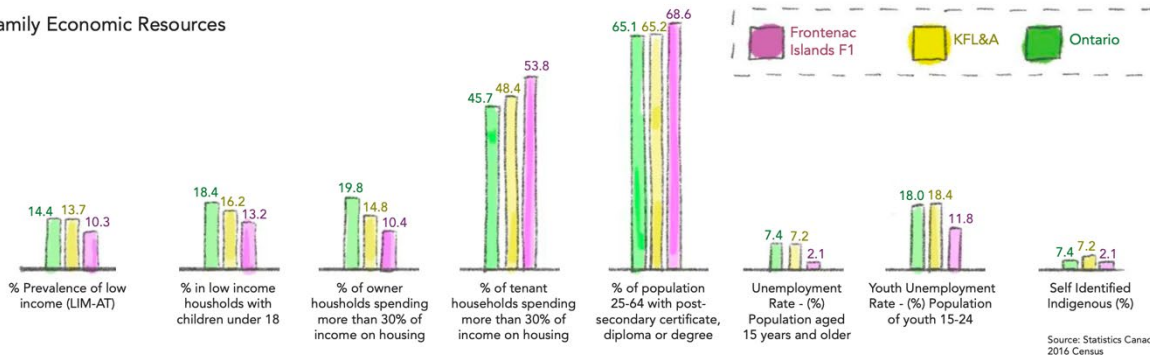 amily Economic Resources
Frontenac
Islands F1
KFL&A
Ontario
14.4 13.7 10.3
% Prevalence of low
income (LIM-AT)
18.4 16.2 13.2
% in low income
housholds with
children under 18
19.8 14.8 10.4
% of owner
housholds spending
more than 30% of
income on housing
45.7 48.4 53.8
% of tenant
households spending
more than 30% of
income on housing
65.1 65.2 68.6
% of population
25-64 with post-
secondary certificate,
diploma or degree
7.4 7.2 2.1
Unemployment
Rate - (%)
Population aged
15 years and older
18.0 18.4 11.8
Youth Unemployment
Rate - (%) Population
of youth 15-24
7.4 7.2 2.1
Self Identified
Indigenous (%)
Source: Statistics Canad
2016 Census